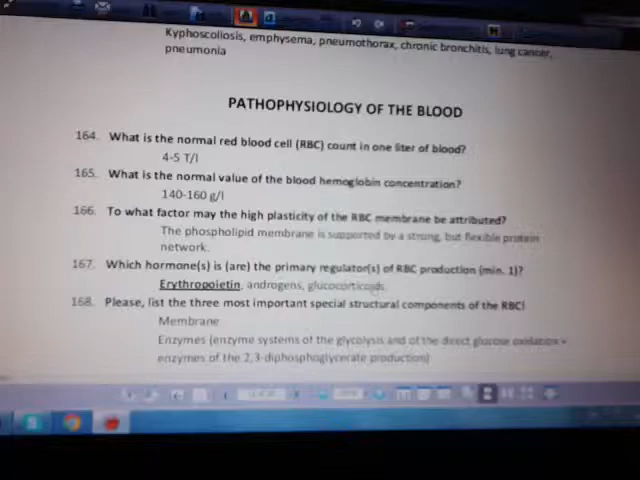 Kyphoscoliosis, emphysema, pneumothorax, chronic bronchitis, lung cancer,
pneumonia
PATHOPHYSIOLOGY OF THE BLOOD
164. What is the normal red blood cell (RBC) count in one liter of blood?
4-5 T/l
165. What is the normal value of the blood hemoglobin concentration?
140-160 g/l
166. To what factor may the high plasticity of the RBC membrane be attributed?
The phospholipid membrane is supported by a strong, but flexible protein
network.
167. Which hormone(s) is (are) the primary regulator(s) of RBC production (min. 1)?
Erythropoietin, androgens, glucocorticoids.
168. Please, list the three most important special structural components of the RBC!
Membrane
Enzymes (enzyme systems of the glycolysis and of the direct glucose oxidation +
enzymes of the 2,3-diphosphoglycerate production)